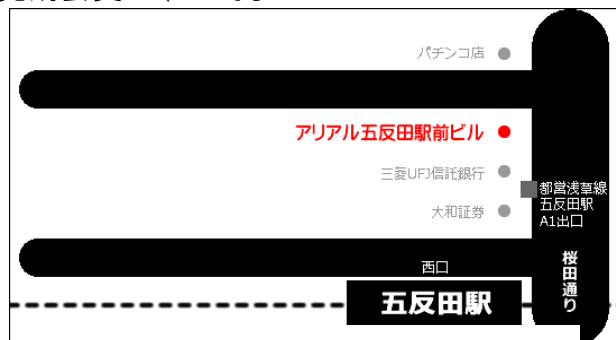 パチンコ店
アリアル五反田駅前ビル
三菱UFJ信託銀行
大和証券
都営浅草線
五反田駅
A1出口
西口
五反田駅
桜田通り